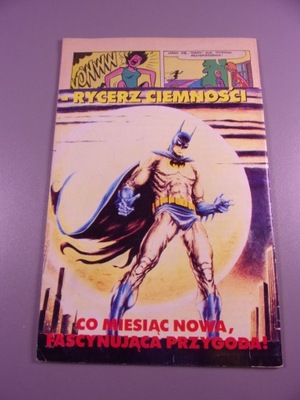 RYCERZ CIEMNOŚCI
CO MIESIĄC NOWA,
FASCYNUJĄCA PRZYGODA!